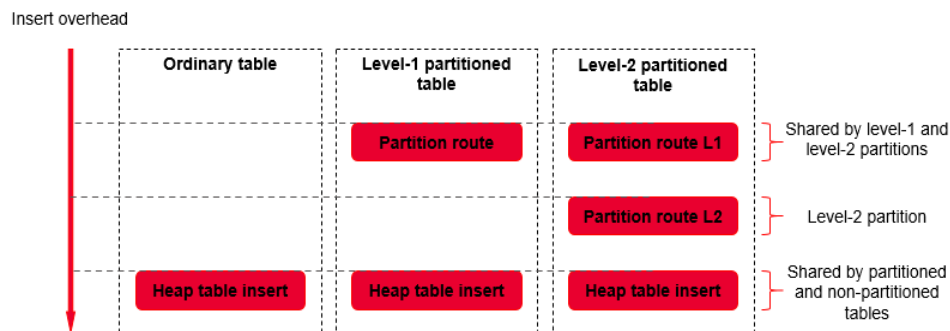 Insert overhead
Ordinary table
Level-1 partitioned
table
Level-2 partitioned
table
Partition route
Partition route L1
Shared by level-1 and
level-2 partitions
Partition route L2
Level-2 partition
Heap table insert
Heap table insert
Heap table insert
Shared by partitioned
and non-partitioned
tables